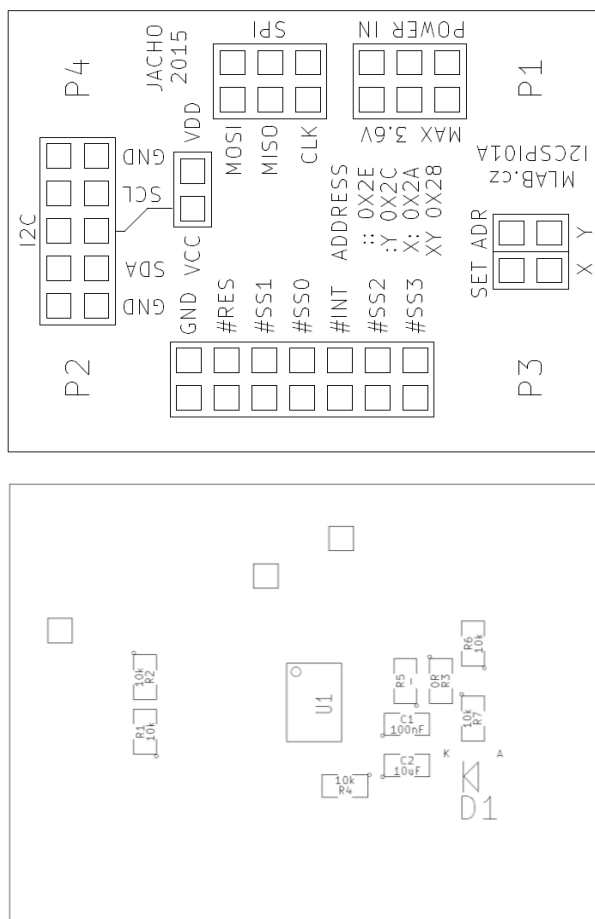 P4
JACHO
2015
SPI
POWER IN
P1
MOSI
MISO
CLK
MAX 3.6V
MLAB.cz
I2CSPI01A
I2C
GND
SCL
SDA
GND
VDD
VCC
ADDRESS
:: 0X2E
:Y 0X2C
X: 0X2A
XY 0X28
SET ADR
X Y
GND
#RES
#SS1
#SS0
#INT
#SS2
#SS3
P2
P3
10k
R2
R1
10k
U1
R5
-
0R
R3
R6
10k
10k
R7
C1
100nF
C2
10uF
10k
R4
K
A
D1